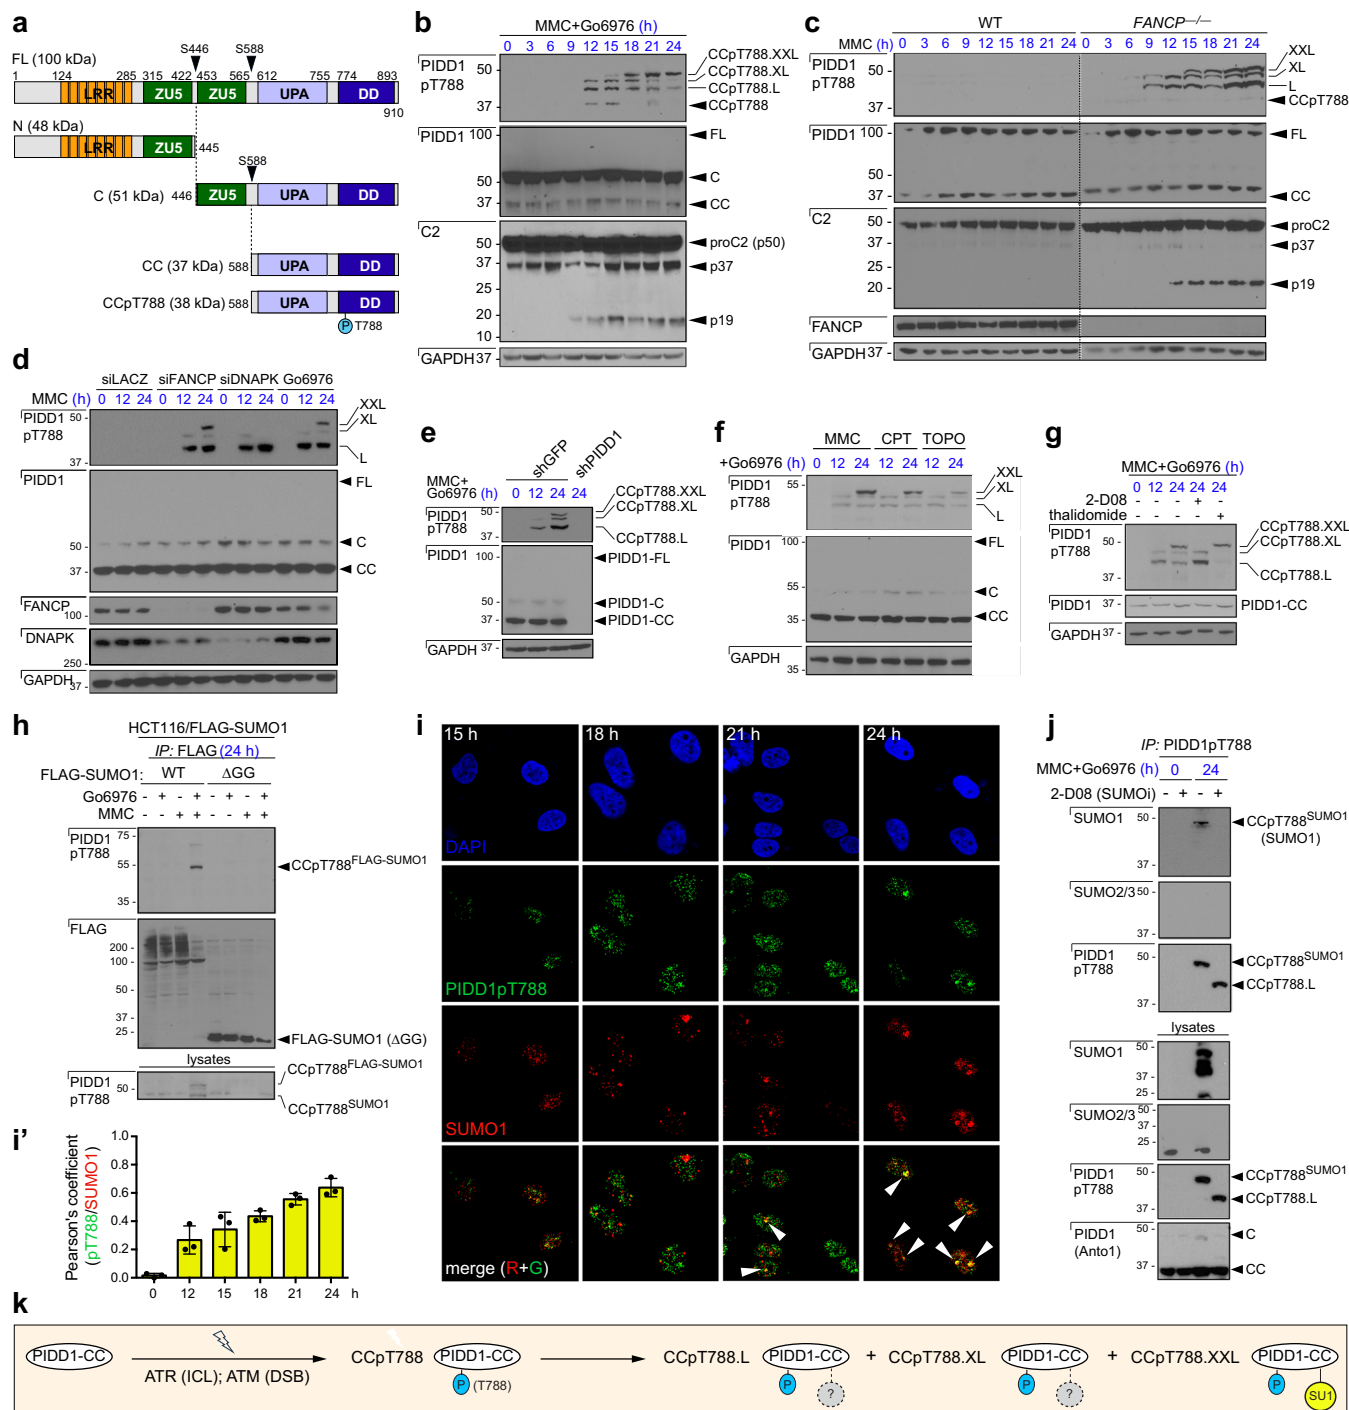 a
S446 S588
FL (100 kDa)
1 124 285 315 422 453 565 612 755 774 893
LRR ZU5 ZU5 UPA DD
910
N (48 kDa)
LRR ZU5 445
S588
C (51 kDa) 446 ZU5 UPA DD
CC (37 kDa) 588 UPA DD
CCpT788 (38 kDa) 588 UPA DD
P T788
b
MMC+Go6976 (h)
0 3 6 9 12 15 18 21 24
PIDD1 pT788
50 -
37 -
CCpT788.XXL
CCpT788.XL
CCpT788.L
CCpT788
PIDD1 100 -
50 -
37 -
FL
C
CC
C2
50 -
37 -
25 -
20 -
10 -
proC2 (p50)
p37
p19
GAPDH 37 -
c
WT FANCP−/−
MMC (h) 0 3 6 9 12 15 18 21 24 0 3 6 9 12 15 18 21 24
PIDD1 pT788
50 -
37 -
XXL
XL
L
CCpT788
PIDD1 100 -
50 -
37 -
FL
CC
C2
50 -
37 -
25 -
20 -
proC2
p37
p19
FANCP
GAPDH 37 -
d
siLACZ siFANCP siDNAPK Go6976
MMC (h) 0 12 24 0 12 24 0 12 24 0 12 24
PIDD1 pT788
50 -
37 -
XXL
XL
L
PIDD1
50 -
37 -
FL
C
CC
FANCP
100 -
DNAPK
250 -
GAPDH 37 -
e
shGFP shPIDD1
MMC+
Go6976 (h) 0 12 24 24
PIDD1 pT788
50 -
37 -
CCpT788.XXL
CCpT788.XL
CCpT788.L
PIDD1
100 -
50 -
37 -
PIDD1-FL
PIDD1-C
PIDD1-CC
GAPDH 37 -
f
MMC CPT TOPO
+Go6976 (h) 0 12 24 12 24 12 24
PIDD1 pT788
55 -
35 -
XXL
XL
L
PIDD1 100 -
55 -
35 -
FL
C
CC
GAPDH
35 -
g
MMC+Go6976 (h)
0 12 24 24 24
2-D08 - - - + -
thalidomide - - - - +
PIDD1 pT788
50 -
37 -
CCpT788.XXL
CCpT788.XL
CCpT788.L
PIDD1 37 - PIDD1-CC
GAPDH 37 -
h
HCT116/FLAG-SUMO1
IP: FLAG (24 h)
FLAG-SUMO1: WT ΔGG
Go6976 - + - + - + - +
MMC - - + + - - + +
PIDD1 pT788
75 -
55 -
35 -
CCpT788FLAG-SUMO1
FLAG
200 -
100 -
50 -
37 -
25 -
FLAG-SUMO1 (ΔGG)
lysates
PIDD1 pT788
50 -
CCpT788FLAG-SUMO1
CCpT788SUMO1
i
15 h 18 h 21 h 24 h
DAPI
PIDD1pT788
SUMO1
merge (R+G)
i'
Pearson's coefficient
(pT788/SUMO1)
1.0
0.8
0.6
0.4
0.2
0.0
0 12 15 18 21 24 h
j
IP: PIDD1pT788
MMC+Go6976 (h) 0 24
2-D08 (SUMOi) - + - +
SUMO1
50 -
37 -
CCpT788SUMO1
(SUMO1)
SUMO2/3
50 -
37 -
PIDD1 pT788
50 -
37 -
CCpT788SUMO1
CCpT788.L
lysates
SUMO1
50 -
37 -
25 -
SUMO2/3
50 -
37 -
25 -
PIDD1 pT788
50 -
37 -
CCpT788SUMO1
CCpT788.L
PIDD1 (Anto1)
50 -
37 -
C
CC
k
PIDD1-CC ATR (ICL); ATM (DSB) CCpT788 PIDD1-CC P (T788) CCpT788.L PIDD1-CC P ? + CCpT788.XL PIDD1-CC P ? + CCpT788.XXL PIDD1-CC P SU1